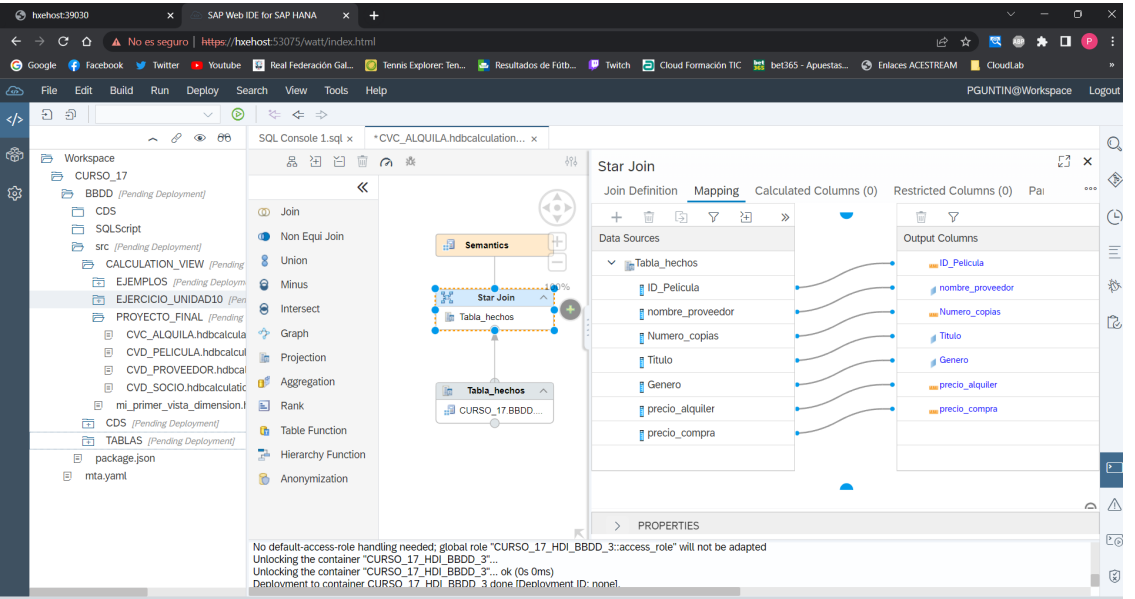 hxehost:39030
SAP Web IDE for SAP HANA
No es seguro | https://hxehost:53075/watt/index.html
Google Facebook Twitter Youtube Real Federación Gal... Tennis Explorer: Ten... Resultados de Fútb... Twitch Cloud Formación TIC bet365 - Apuestas... Enlaces ACESTREAM CloudLab »
File Edit Build Run Deploy Search View Tools Help PGUNTIN@Workspace Logout
SQL Console 1.sql × *CVC_ALQUILA.hdbcalculation... ×
Workspace
CURSO_17
BBDD [Pending Deployment]
CDS
SQLScript
src [Pending Deployment]
CALCULATION_VIEW [Pending
EJEMPLOS [Pending Deploym
EJERCICIO_UNIDAD10 [Pen
PROYECTO_FINAL [Pending
CVC_ALQUILA.hdbcalcula
CVD_PELICULA.hdbcalcul
CVD_PROVEEDOR.hdbcal
CVD_SOCIO.hdbcalculatic
mi_primer_vista_dimension.h
CDS [Pending Deployment]
TABLAS [Pending Deployment]
package.json
mta.yaml
Join
Non Equi Join
Union
Minus
Intersect
Graph
Projection
Aggregation
Rank
Table Function
Hierarchy Function
Anonymization
Semantics
100%
Star Join
Tabla_hechos
Tabla_hechos
CURSO_17.BBDD....
Star Join
Join Definition Mapping Calculated Columns (0) Restricted Columns (0) Par
Data Sources
Tabla_hechos
ID_Pelicula
nombre_proveedor
Numero_copias
Titulo
Genero
precio_alquiler
precio_compra
Output Columns
ID_Pelicula
nombre_proveedor
Numero_copias
Titulo
Genero
precio_alquiler
precio_compra
PROPERTIES
No default-access-role handling needed; global role "CURSO_17_HDI_BBDD_3::access_role" will not be adapted
Unlocking the container "CURSO_17_HDI_BBDD_3"...
Unlocking the container "CURSO_17_HDI_BBDD_3"... ok (0s 0ms)
Deployment to container CURSO_17_HDI_BBDD_3 done [Deployment ID: none].